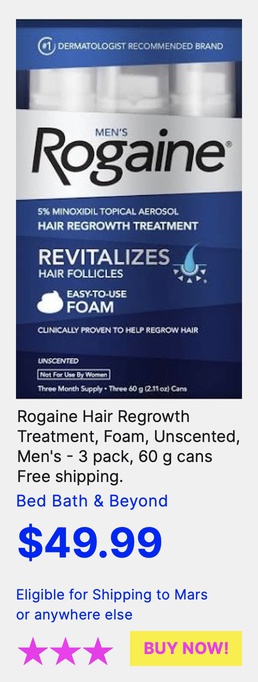 #1 DERMATOLOGIST RECOMMENDED BRAND
MEN'S
Rogaine®
5% MINOXIDIL TOPICAL AEROSOL
HAIR REGROWTH TREATMENT
REVITALIZES
HAIR FOLLICLES
EASY-TO-USE
FOAM
CLINICALLY PROVEN TO HELP REGROW HAIR
UNSCENTED
Not For Use By Women
Three Month Supply • Three 60 g (2.11 oz) Cans
Rogaine Hair Regrowth
Treatment, Foam, Unscented,
Men's - 3 pack, 60 g cans
Free shipping.
Bed Bath & Beyond
$49.99
Eligible for Shipping to Mars
or anywhere else
BUY NOW!